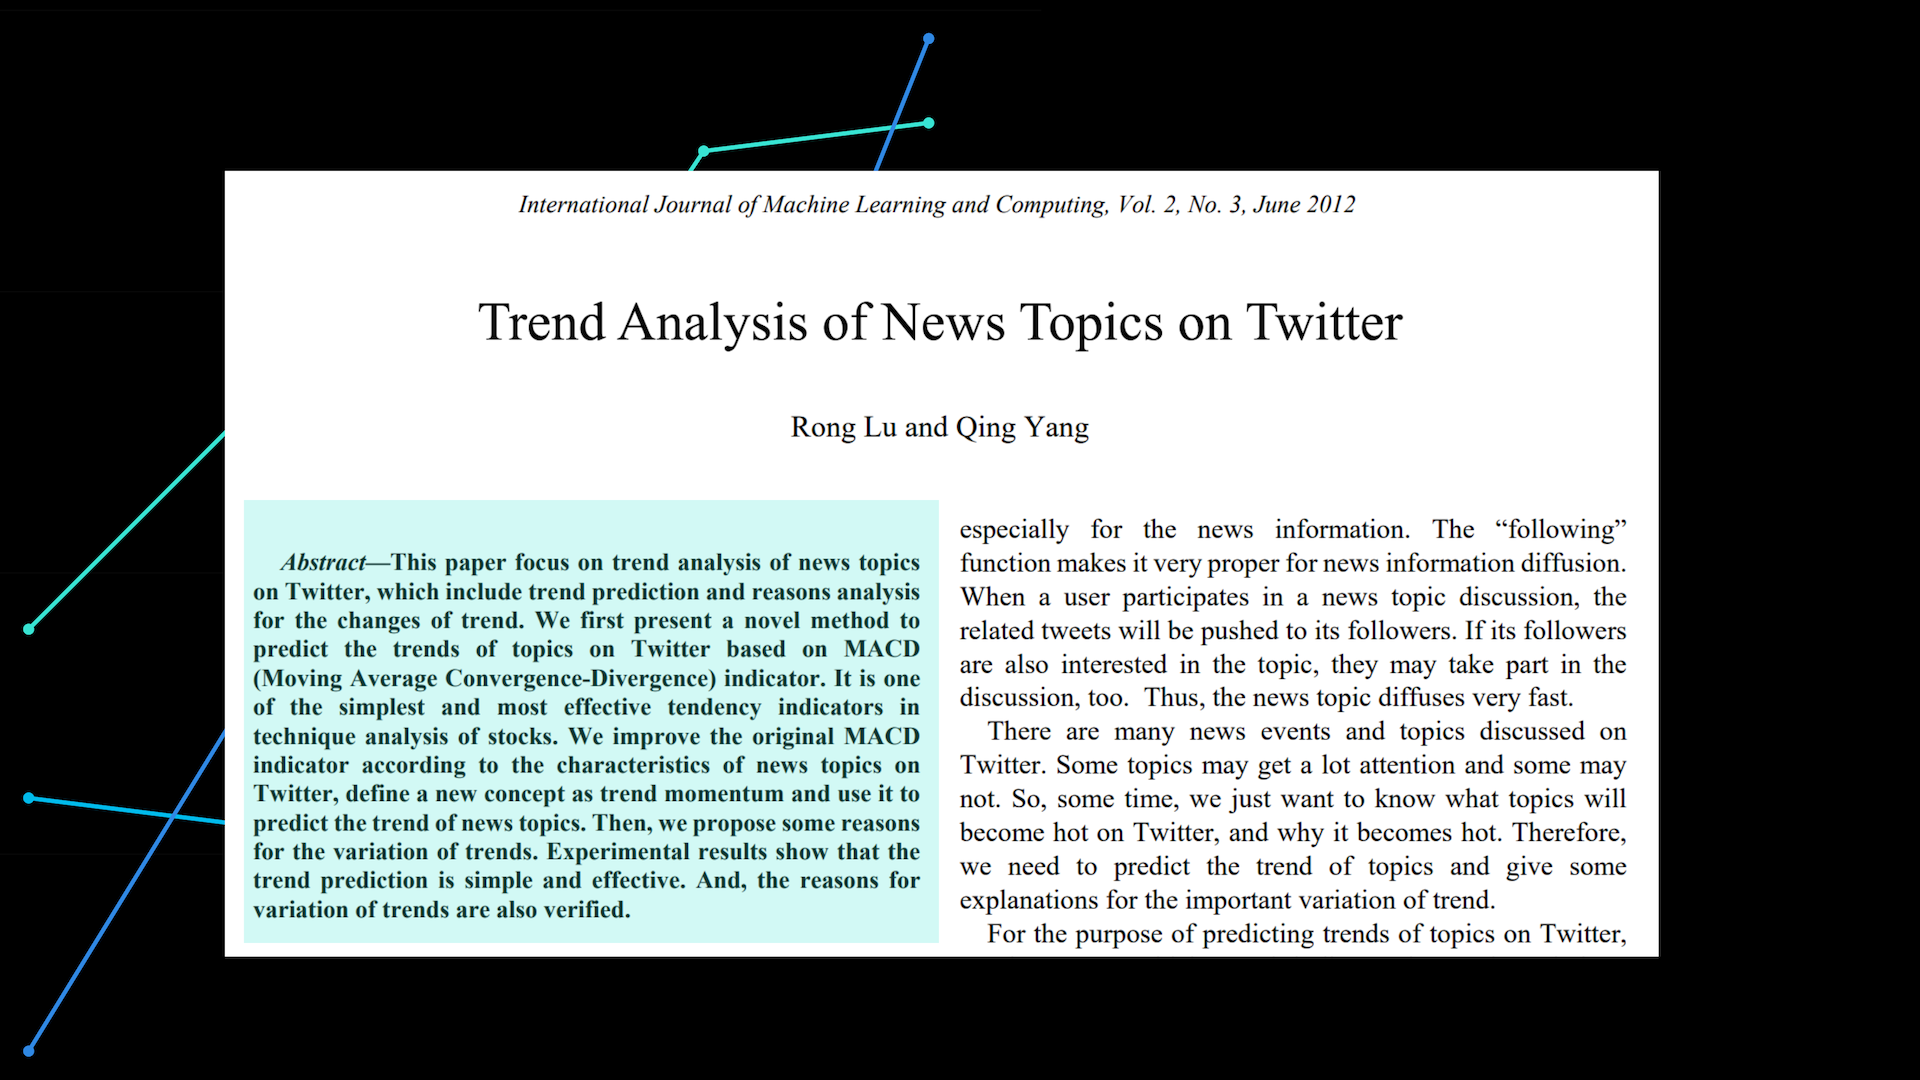 International Journal of Machine Learning and Computing, Vol. 2, No. 3, June 2012
Trend Analysis of News Topics on Twitter
Rong Lu and Qing Yang
Abstract—This paper focus on trend analysis of news topics
on Twitter, which include trend prediction and reasons analysis
for the changes of trend. We first present a novel method to
predict the trends of topics on Twitter based on MACD
(Moving Average Convergence-Divergence) indicator. It is one
of the simplest and most effective tendency indicators in
technique analysis of stocks. We improve the original MACD
indicator according to the characteristics of news topics on
Twitter, define a new concept as trend momentum and use it to
predict the trend of news topics. Then, we propose some reasons
for the variation of trends. Experimental results show that the
trend prediction is simple and effective. And, the reasons for
variation of trends are also verified.
especially for the news information. The “following”
function makes it very proper for news information diffusion.
When a user participates in a news topic discussion, the
related tweets will be pushed to its followers. If its followers
are also interested in the topic, they may take part in the
discussion, too. Thus, the news topic diffuses very fast.
There are many news events and topics discussed on
Twitter. Some topics may get a lot attention and some may
not. So, some time, we just want to know what topics will
become hot on Twitter, and why it becomes hot. Therefore,
we need to predict the trend of topics and give some
explanations for the important variation of trend.
For the purpose of predicting trends of topics on Twitter,